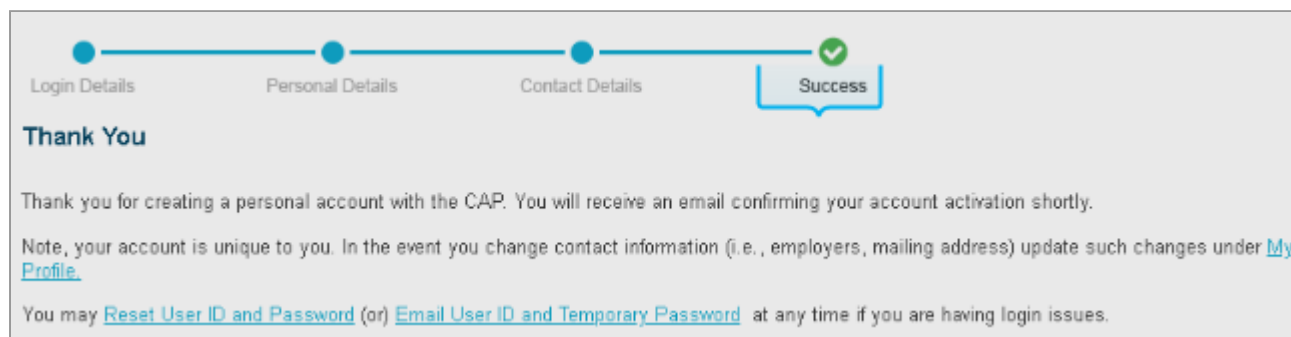 Login Details Personal Details Contact Details Success
Thank You
Thank you for creating a personal account with the CAP. You will receive an email confirming your account activation shortly.
Note, your account is unique to you. In the event you change contact information (i.e., employers, mailing address) update such changes under My
Profile.
You may Reset User ID and Password (or) Email User ID and Temporary Password at any time if you are having login issues.